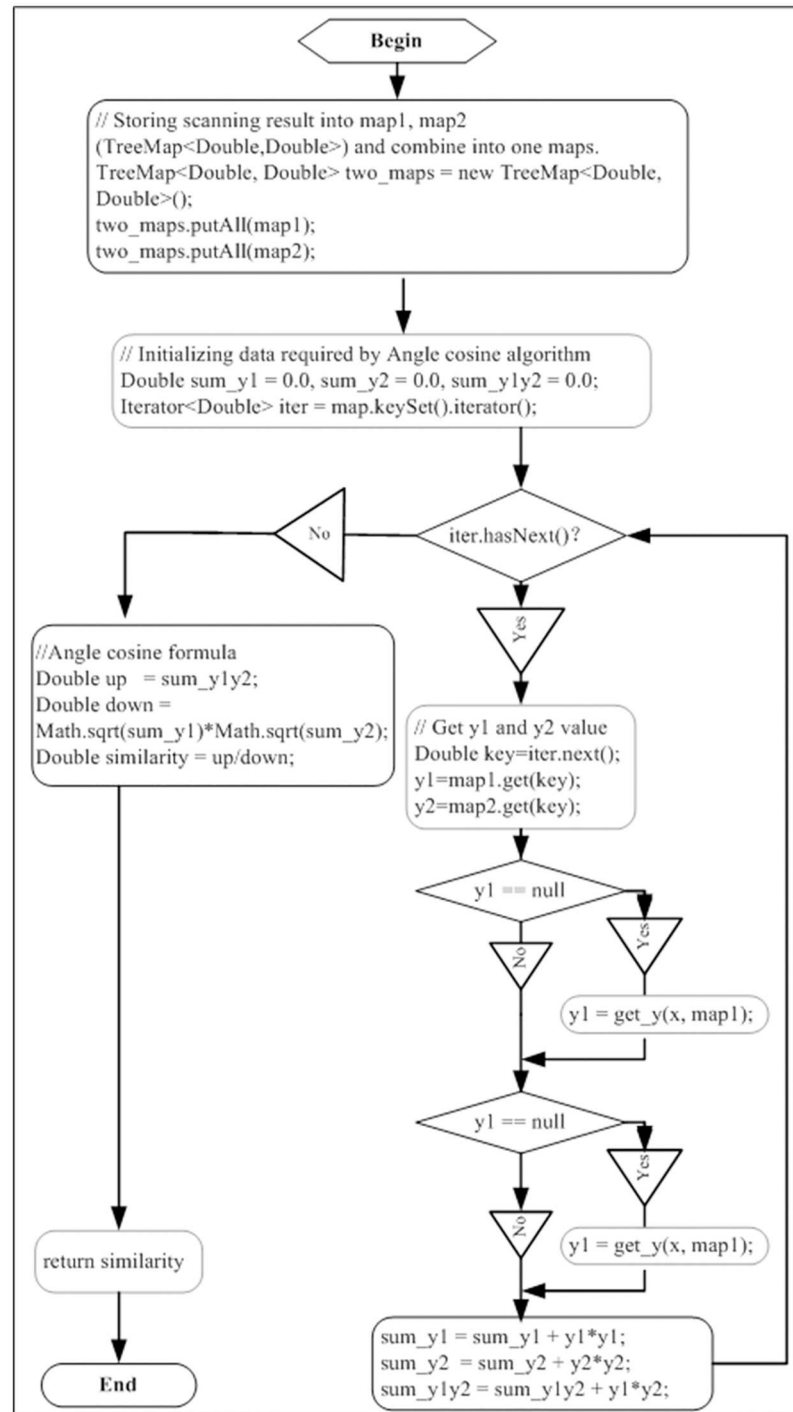 Begin
// Storing scanning result into map1, map2
(TreeMap<Double,Double>) and combine into one maps.
TreeMap<Double, Double> two_maps = new TreeMap<Double,
Double>();
two_maps.putAll(map1);
two_maps.putAll(map2);
// Initializing data required by Angle cosine algorithm
Double sum_y1 = 0.0, sum_y2 = 0.0, sum_y1y2 = 0.0;
Iterator<Double> iter = map.keySet().iterator();
iter.hasNext()?
No
//Angle cosine formula
Double up = sum_y1y2;
Double down =
Math.sqrt(sum_y1)*Math.sqrt(sum_y2);
Double similarity = up/down;
Yes
// Get y1 and y2 value
Double key=iter.next();
y1=map1.get(key);
y2=map2.get(key);
y1 == null
No
Yes
y1 = get_y(x, map1);
y1 == null
No
Yes
y1 = get_y(x, map1);
sum_y1 = sum_y1 + y1*y1;
sum_y2 = sum_y2 + y2*y2;
sum_y1y2 = sum_y1y2 + y1*y2;
return similarity
End